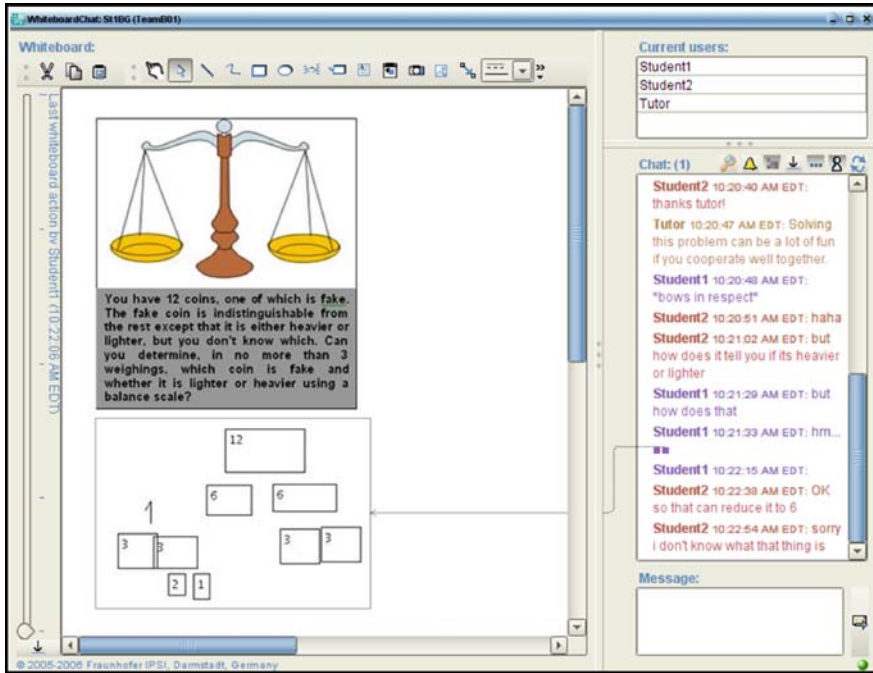 WhiteboardChat: St1BG (TeamB01)
Whiteboard:
Last whiteboard action by Student1 (10:22:06 AM EDT)
You have 12 coins, one of which is fake.
The fake coin is indistinguishable from
the rest except that it is either heavier or
lighter, but you don't know which. Can
you determine, in no more than 3
weighings, which coin is fake and
whether it is lighter or heavier using a
balance scale?
12
6 6
1
3 3 3 3
2 1
© 2005-2006 Fraunhofer IPSI, Darmstadt, Germany
Current users:
Student1
Student2
Tutor
Chat: (1)
Student2 10:20:40 AM EDT:
thanks tutor!
Tutor 10:20:47 AM EDT: Solving
this problem can be a lot of fun
if you cooperate well together.
Student1 10:20:48 AM EDT:
*bows in respect*
Student2 10:20:51 AM EDT: haha
Student2 10:21:02 AM EDT: but
how does it tell you if its heavier
or lighter
Student1 10:21:29 AM EDT: but
how does that
Student1 10:21:33 AM EDT: hm...
Student1 10:22:15 AM EDT:
Student2 10:22:38 AM EDT: OK
so that can reduce it to 6
Student2 10:22:54 AM EDT: sorry
i don't know what that thing is
Message: